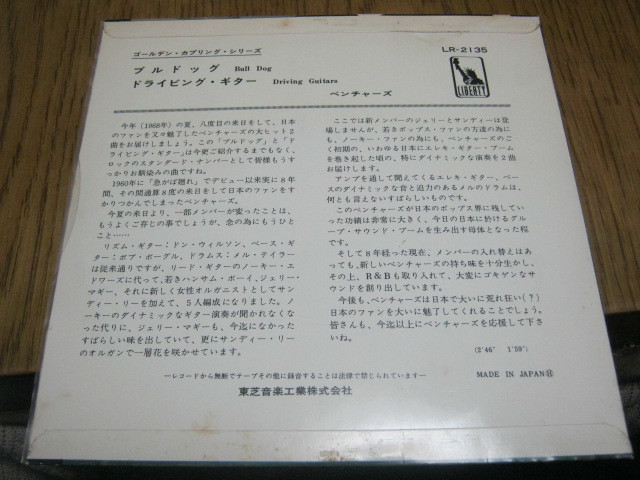 ゴールデン・カプリング・シリーズ
LR-2135
ブルドッグ Bull Dog
ドライビング・ギター Driving Guitars
ベンチャーズ
LIBERTY
今年(1968年)の夏、八度目の来日をして、日本
のファンを又々魅了したベンチャーズの大ヒット2
曲をお届けしましょう。この「ブルドッグ」と「ド
ライビング・ギター」は今更ご紹介するまでもなく、
ロックのスタンダード・ナンバーとして皆様もうす
っかりお馴染みの曲ですね。
1960年に「急がば廻れ」でデビュー以来実に8年
間、その間通算8度の来日をして日本のファンをす
かりつかんでしまったベンチャーズ。
今夏の来日より、一部メンバーが変ったことは、
もうよくご存じの事でしょうが、念の為にもうひと
こと……
リズム・ギター：ドン・ウィルソン、ベース・ギ
ター：ボブ・ボーグル、ドラムス：メル・テイラー
は従来通りですが、リード・ギターのノーキー・エ
ドワーズに代って、若きハンサム・ボーイ、ジェリー・
マギー、それに新しく女性オルガニストとしてサン
ディー・リーを加えて、5人編成になりました。ノ
ーキーのダイナミックなギター演奏が聞かれなくな
った代りに、ジェリー・マギーも、今迄になかった
すばらしい味を出していて、更にサンディー・リー
のオルガンで一層花を咲かせています。
ここでは新メンバーのジェリーとサンディーは登
場しませんが、若きポップス・ファンの方達の為に
も、ノーキー・ファンの為にも、ベンチャーズのご
く初期の、いわゆる日本にエレキ・ギター・ブーム
を巻き起した頃の、特にダイナミックな演奏を2曲
お届けします。
アンプを通して聞えてくるエレキ・ギター、ベー
スのダイナミックな音と迫力のあるメルのドラムは、
何とも言えないすばらしいものです。
このベンチャーズが日本のポップス界に残してい
った功績は非常に大きく、今日の日本に於けるグル
ープ・サウンド・ブームを生み出す母体となった程
です。
そして8年経った現在、メンバーの入れ替えはあ
っても、新しいベンチャーズの持ち味を十分生かし、
その上、R&Bも取り入れて、大変にゴキゲンなサ
ウンドを創り出しています。
今後も、ベンチャーズは日本で大いに荒れ狂い(?)
日本のファンを大いに魅了してくれることでしょう。
皆さんも、今迄以上にベンチャーズを応援して下さ
いね。
(2′46″ 1′59″)
―レコードから無断でテープその他に録音することは法律で禁じられています―
東芝音楽工業株式会社
MADE IN JAPAN